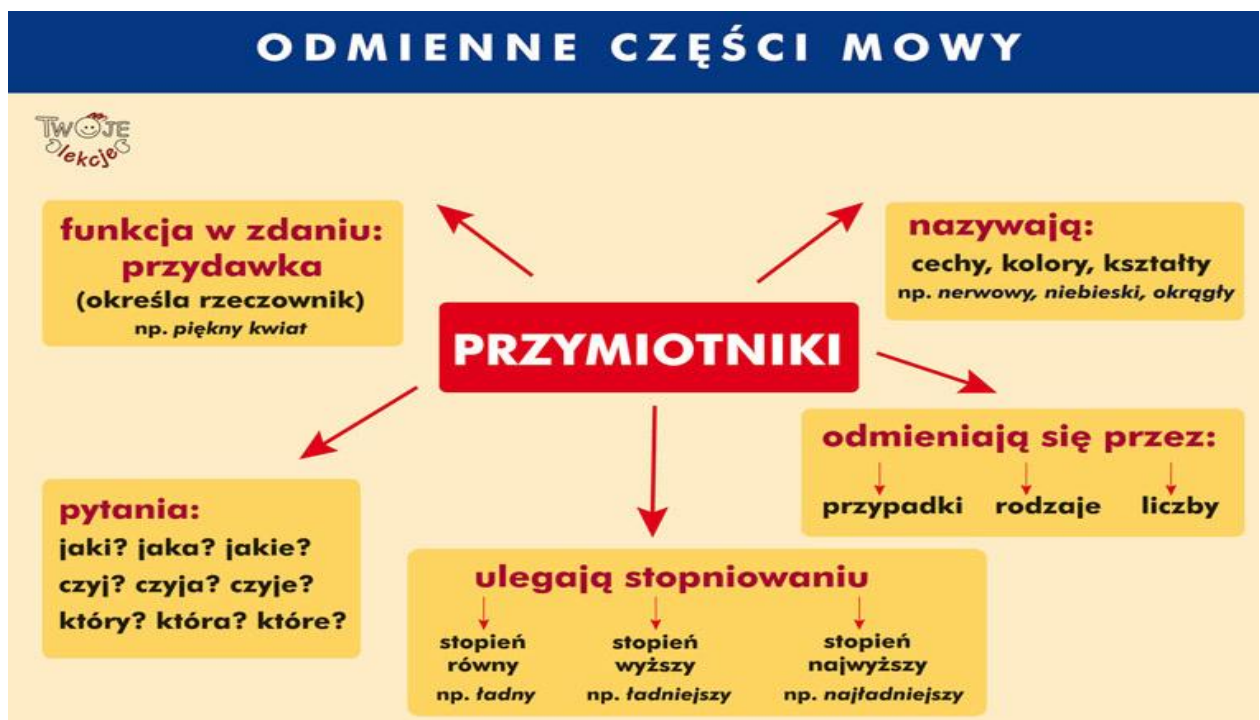 ODMIENNE CZĘŚCI MOWY
TWOJE
lekcje
funkcja w zdaniu:
przydawka
(określa rzeczownik)
np. piękny kwiat
nazywają:
cechy, kolory, kształty
np. nerwowy, niebieski, okrągły
PRZYMIOTNIKI
odmieniają się przez:
przypadki rodzaje liczby
pytania:
jaki? jaka? jakie?
czyj? czyja? czyje?
który? która? które?
ulegają stopniowaniu
stopień
równy
np. ładny
stopień
wyższy
np. ładniejszy
stopień
najwyższy
np. najładniejszy